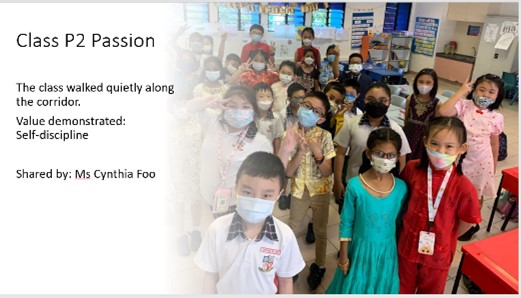 Class P2 Passion
The class walked quietly along
the corridor.
Value demonstrated:
Self-discipline
Shared by: Ms Cynthia Foo